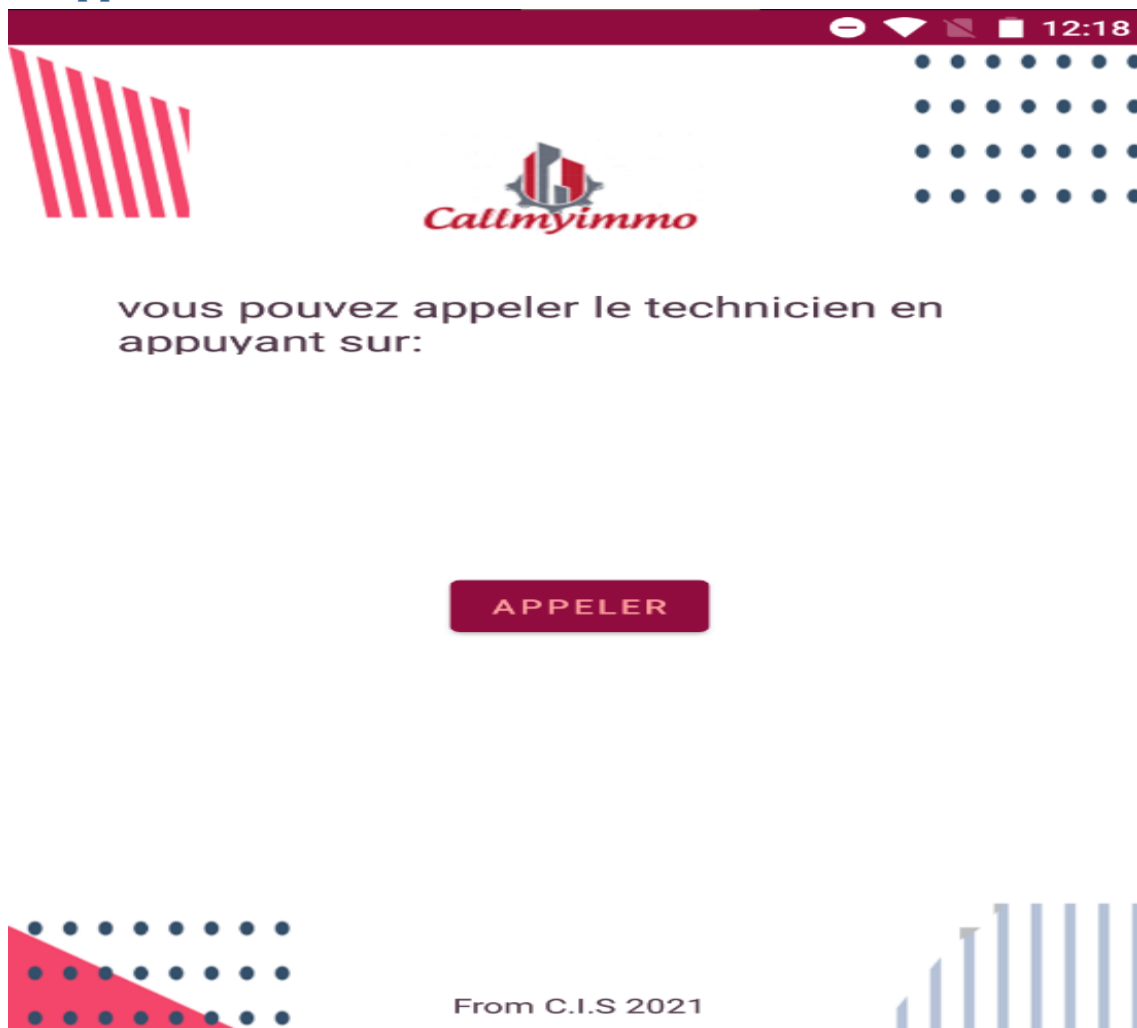 12:18
Callmyimmo
vous pouvez appeler le technicien en
appuyant sur:
APPELER
From C.I.S 2021